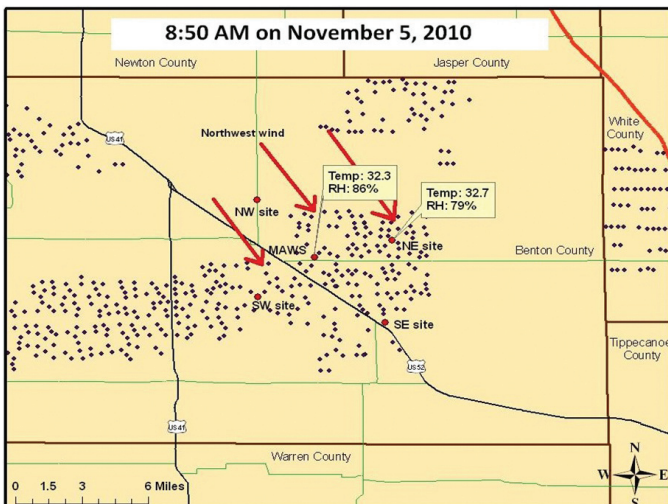 8:50 AM on November 5, 2010
Newton County
Jasper County
White
County
US41
Northwest wind
Temp: 32.3
RH: 86%
Temp: 32.7
RH: 79%
NW site
MAWS
NE site
Benton County
SW site
SE site
Tippecanoe
County
US52
US41
Warren County
N
W
E
S
0 1.5 3 6 Miles